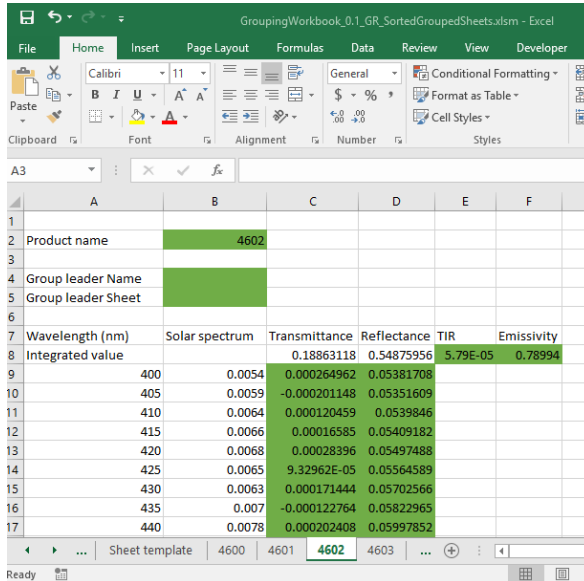 GroupingWorkbook_0.1_GR_SortedGroupedSheets.xlsm - Excel
File Home Insert Page Layout Formulas Data Review View Developer
Calibri 11 General Conditional Formatting
Paste B I U A A $ % , Format as Table
Cell Styles
Clipboard Font Alignment Number Styles
A3 fx
A B C D E F
1
2 Product name 4602
3
4 Group leader Name
5 Group leader Sheet
6
7 Wavelength (nm) Solar spectrum Transmittance Reflectance TIR Emissivity
8 Integrated value 0.18863118 0.54875956 5.79E-05 0.78994
9 400 0.0054 0.000264962 0.05381708
10 405 0.0059 -0.000201148 0.05351609
11 410 0.0064 0.000120459 0.0539846
12 415 0.0066 0.00016585 0.05409182
13 420 0.0068 0.00028396 0.05497488
14 425 0.0065 9.32962E-05 0.05564589
15 430 0.0063 0.000171444 0.05702566
16 435 0.007 -0.000122764 0.05822965
17 440 0.0078 0.000202408 0.05997852
... Sheet template 4600 4601 4602 4603 ...
Ready